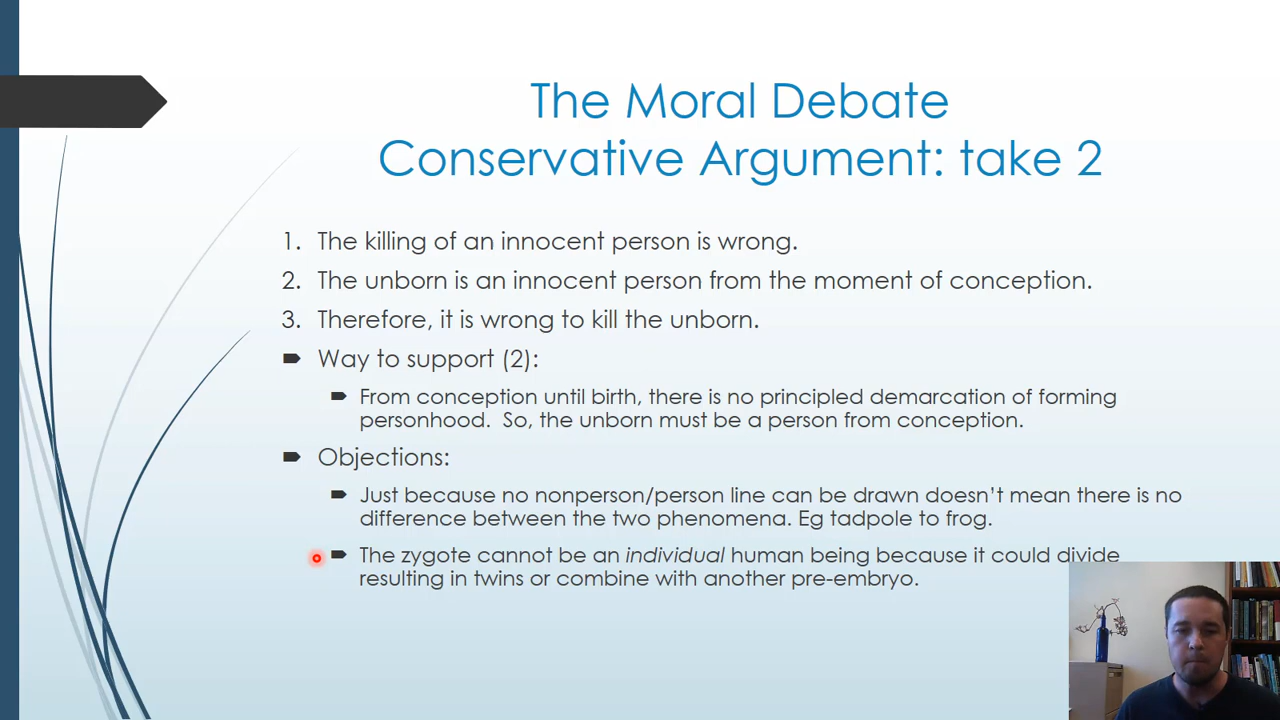 The Moral Debate
Conservative Argument: take 2
1. The killing of an innocent person is wrong.
2. The unborn is an innocent person from the moment of conception.
3. Therefore, it is wrong to kill the unborn.
Way to support (2):
From conception until birth, there is no principled demarcation of forming
personhood. So, the unborn must be a person from conception.
Objections:
Just because no nonperson/person line can be drawn doesn't mean there is no
difference between the two phenomena. Eg tadpole to frog.
The zygote cannot be an individual human being because it could divide
resulting in twins or combine with another pre-embryo.